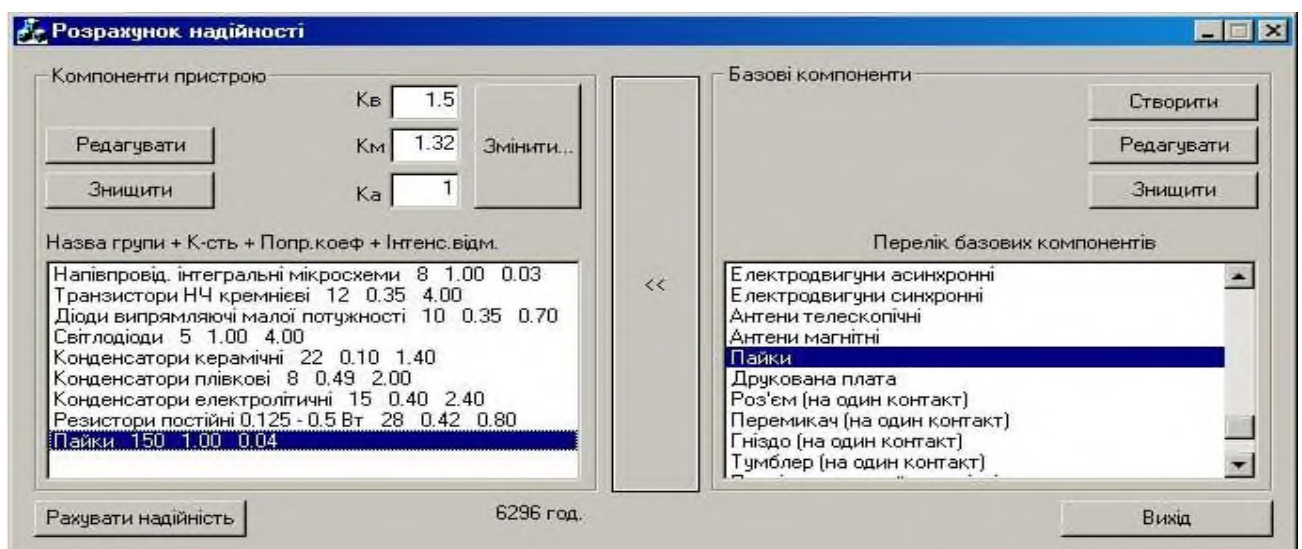 Розрахунок надійності
Компоненти пристрою
Кв 1.5
Редагувати
Км 1.32
Змінити...
Знищити
Ка 1
Назва групи + К-сть + Попр.коеф + Інтенс.відм.
Напівпровід. інтегральні мікросхеми 8 1.00 0.03
Транзистори НЧ кремнієві 12 0.35 4.00
Діоди випрямляючі малої потужності 10 0.35 0.70
Світлодіоди 5 1.00 4.00
Конденсатори керамічні 22 0.10 1.40
Конденсатори плівкові 8 0.49 2.00
Конденсатори електролітичні 15 0.40 2.40
Резистори постійні 0.125 - 0.5 Вт 28 0.42 0.80
Пайки 150 1.00 0.04
Рахувати надійність
6296 год.
<<
Базові компоненти
Створити
Редагувати
Знищити
Перелік базових компонентів
Електродвигуни асинхронні
Електродвигуни синхронні
Антени телескопічні
Антени магнітні
Пайки
Друкована плата
Роз'єм (на один контакт)
Перемикач (на один контакт)
Гніздо (на один контакт)
Тумблер (на один контакт)
Вихід